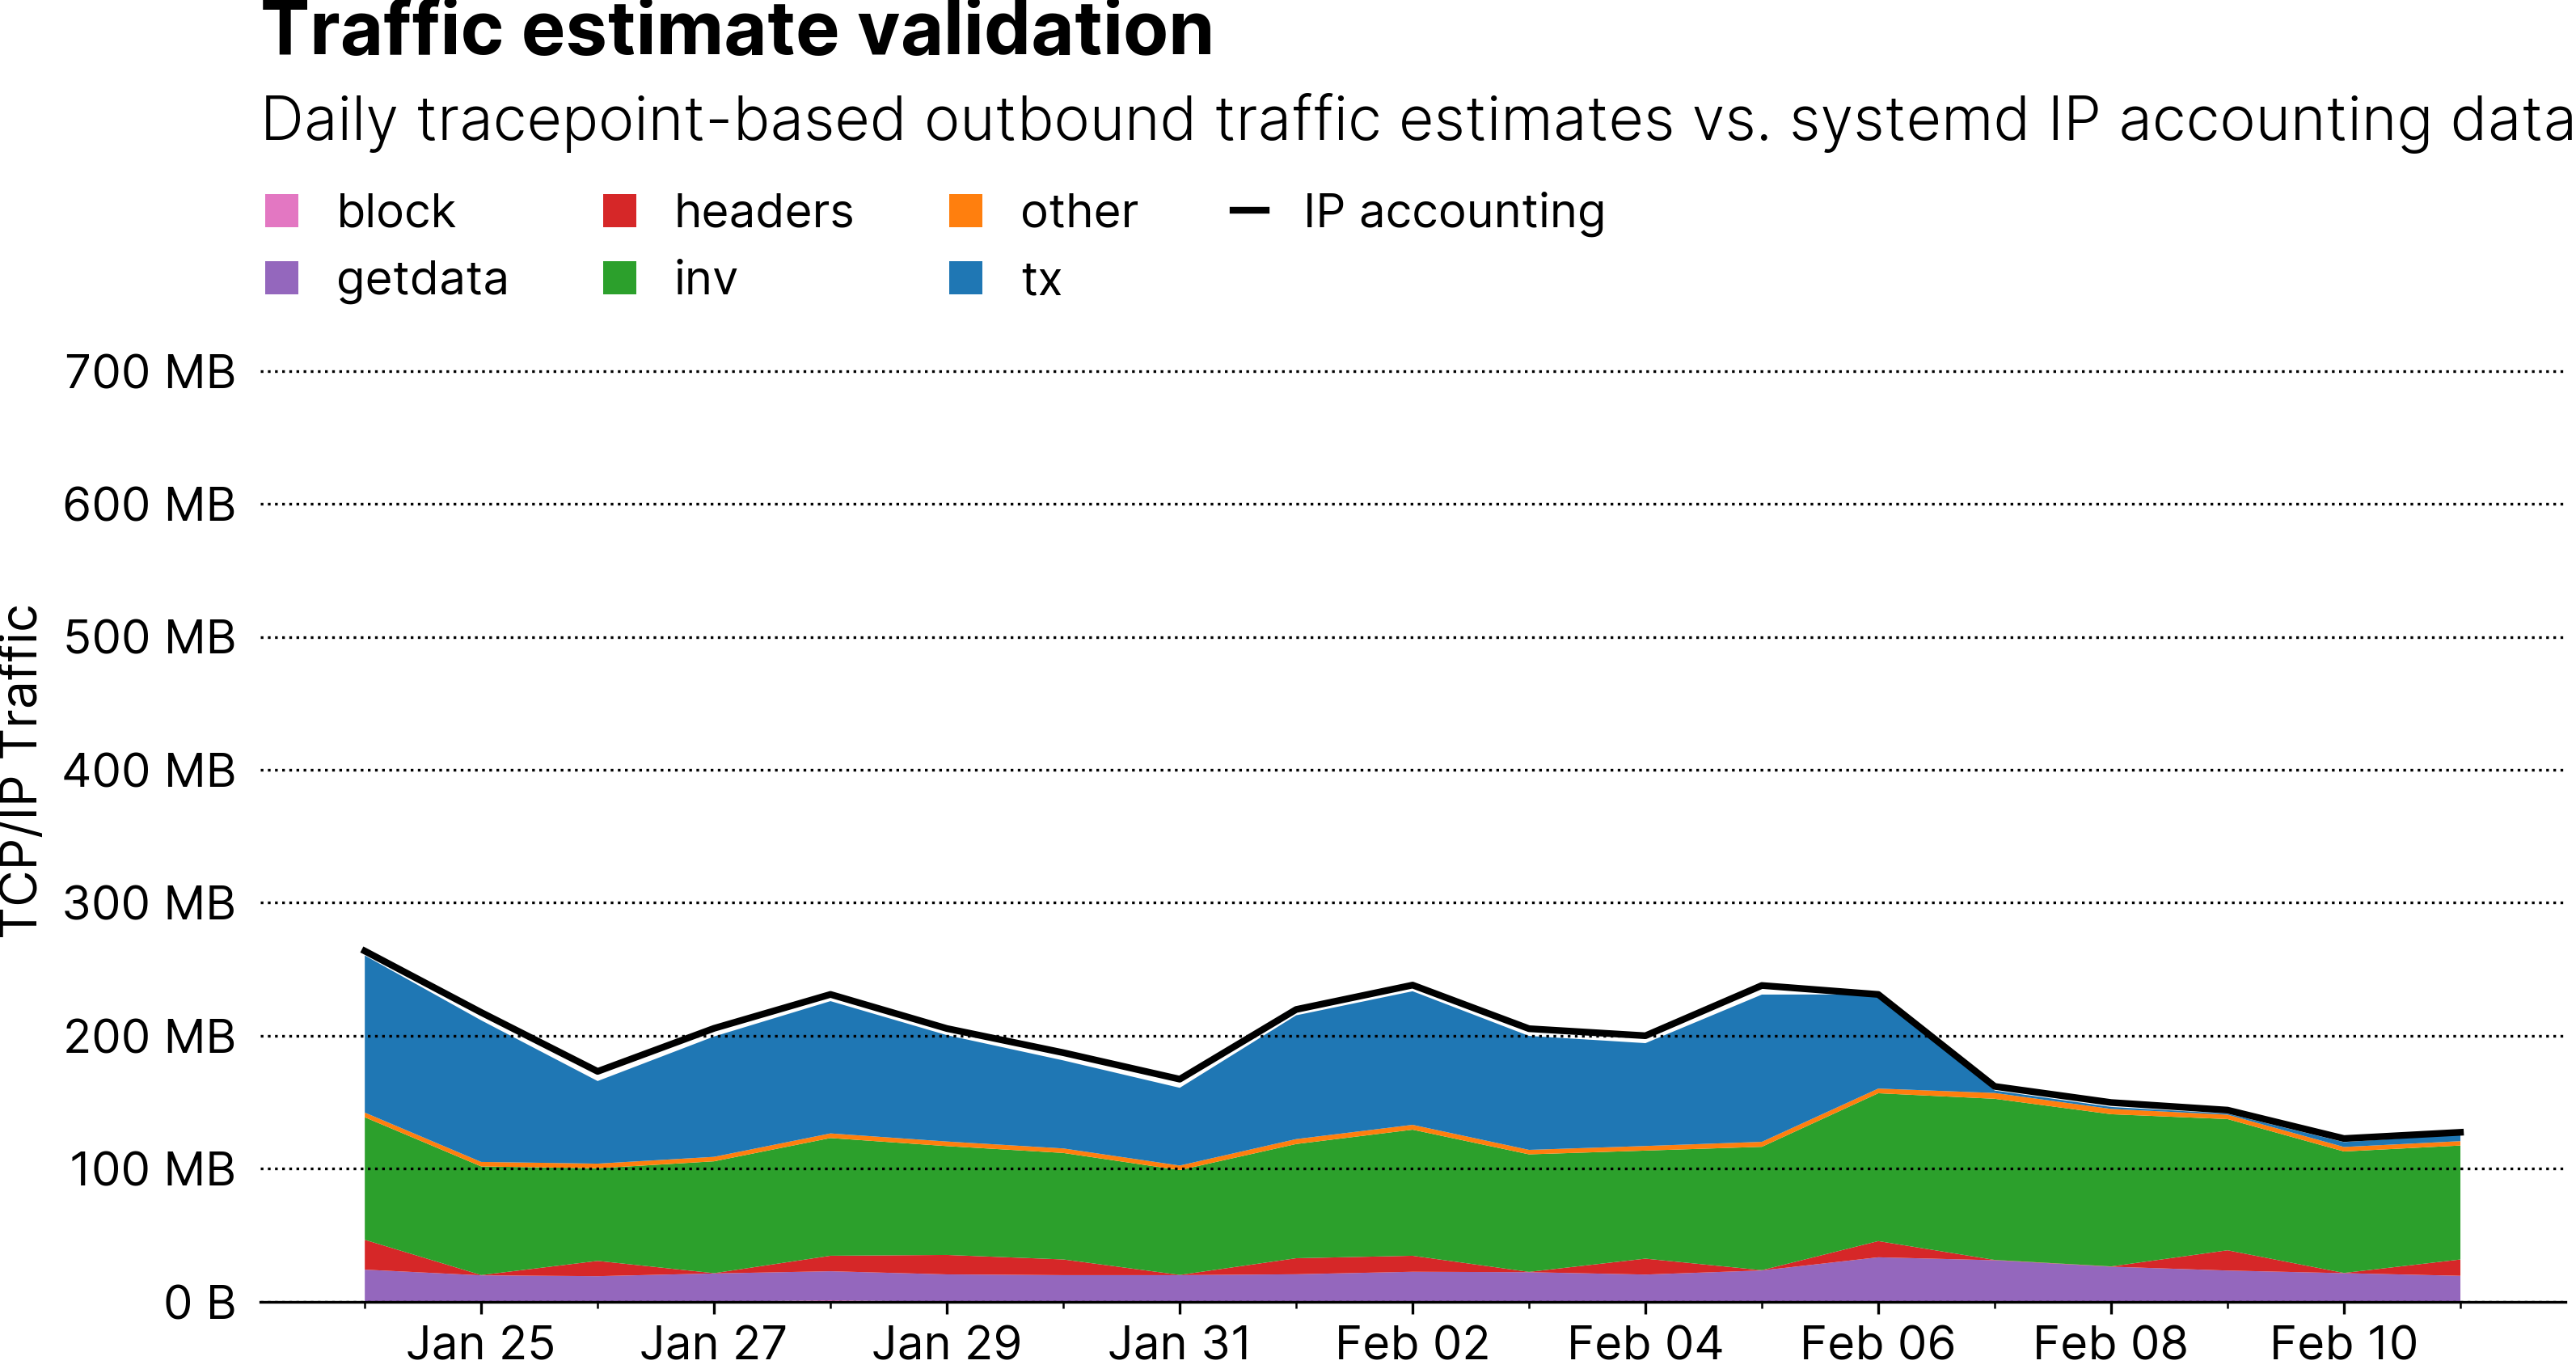 Traffic estimate validation
Daily tracepoint-based outbound traffic estimates vs. systemd IP accounting data
block headers other IP accounting
getdata inv tx
TCP/IP Traffic
700 MB
600 MB
500 MB
400 MB
300 MB
200 MB
100 MB
0 B
Jan 25 Jan 27 Jan 29 Jan 31 Feb 02 Feb 04 Feb 06 Feb 08 Feb 10